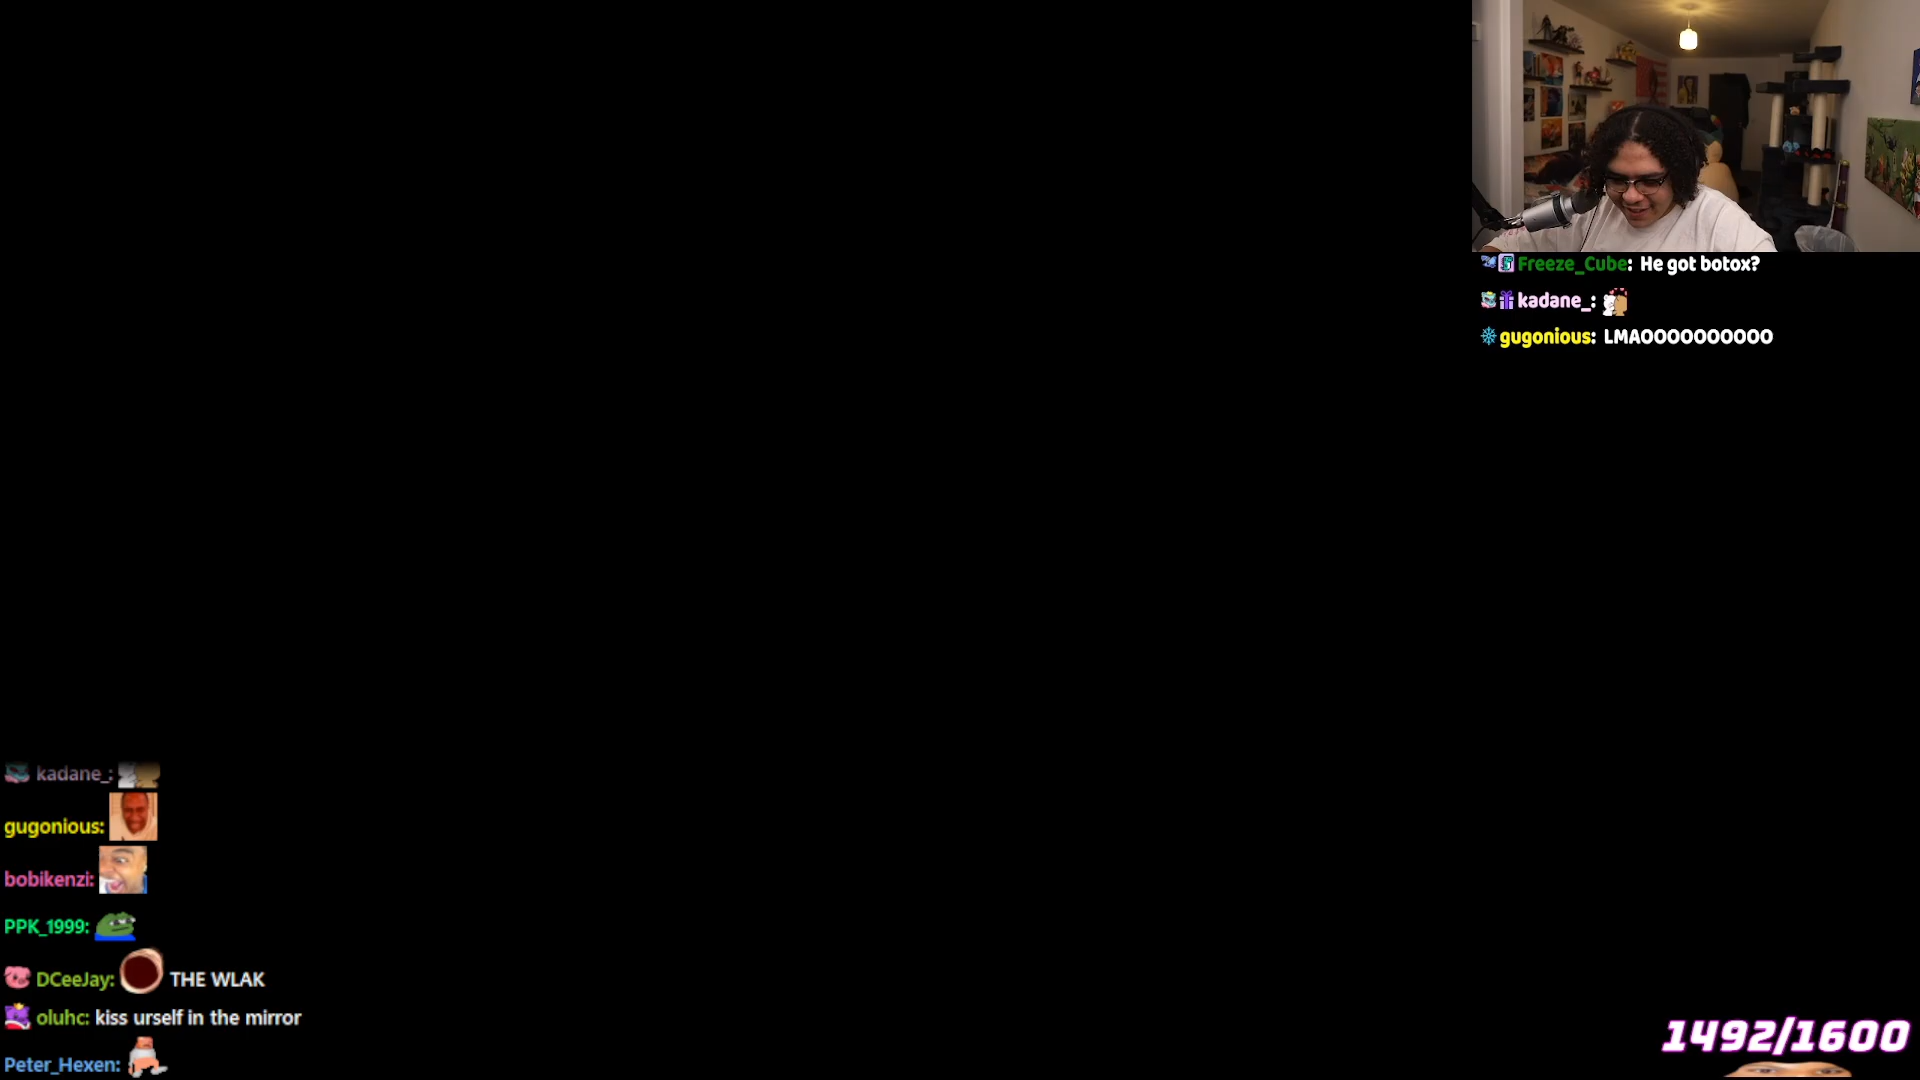 Freeze_Cube: He got botox?
kadane_:
gugonious: LMAOOOOOOOOOO
kadane_:
gugonious:
bobikenzi:
PPK_1999:
DCeeJay: THE WLAK
oluhc: kiss urself in the mirror
Peter_Hexen:
1492/1600